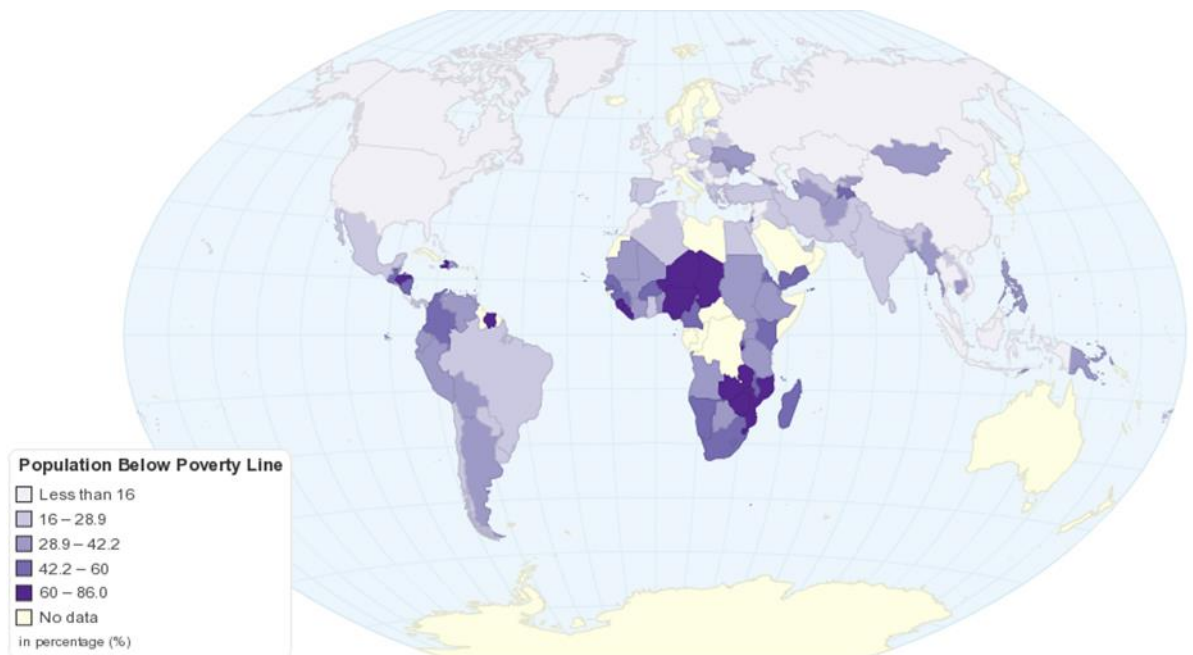 Population Below Poverty Line
Less than 16
16 – 28.9
28.9 – 42.2
42.2 – 60
60 – 86.0
No data
in percentage (%)